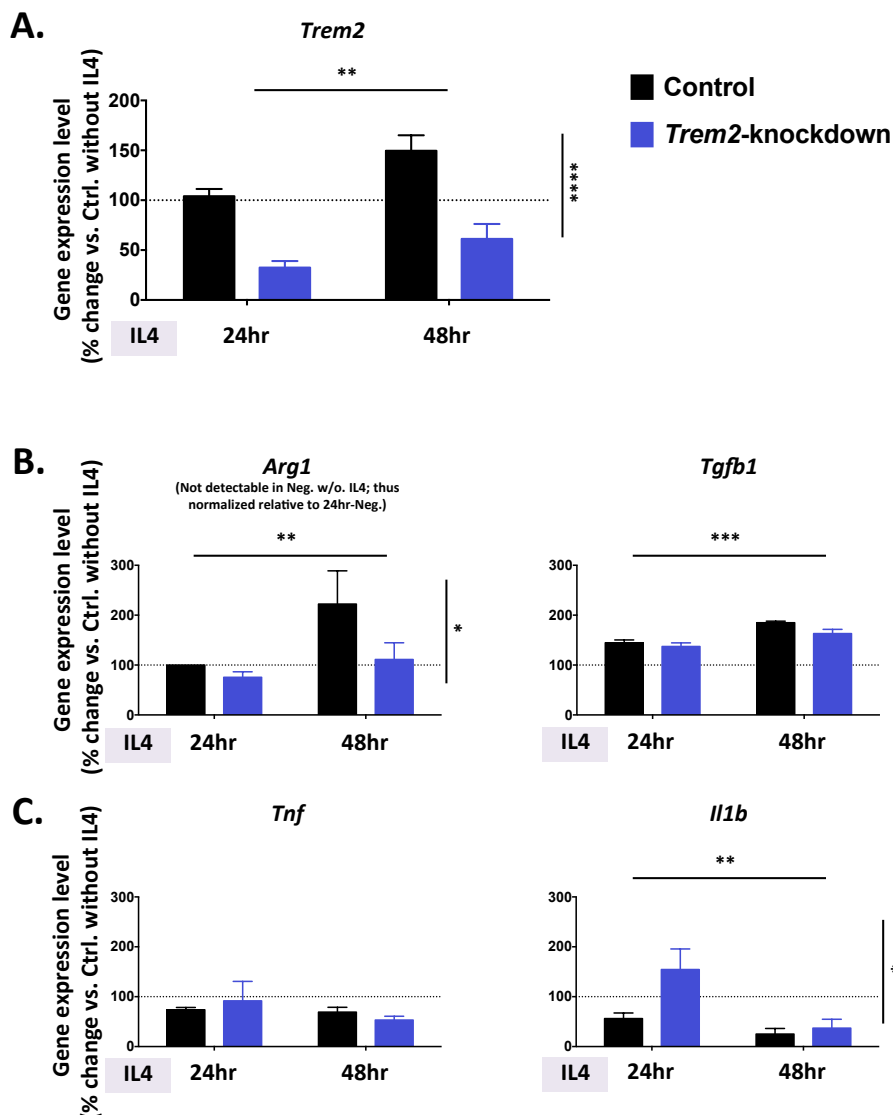 A.
Trem2
**
Control
Trem2-knockdown
****
Gene expression level
(% change vs. Ctrl. without IL4)
200
150
100
50
0
IL4
24hr
48hr
B.
Arg1
(Not detectable in Neg. w/o. IL4; thus
normalized relative to 24hr-Neg.)
**
*
Gene expression level
(% change vs. Ctrl. without IL4)
300
200
100
0
IL4
24hr
48hr
Tgfb1
***
300
200
100
0
IL4
24hr
48hr
C.
Tnf
Gene expression level
(% change vs. Ctrl. without IL4)
300
200
100
0
IL4
24hr
48hr
Il1b
**
*
300
200
100
0
IL4
24hr
48hr